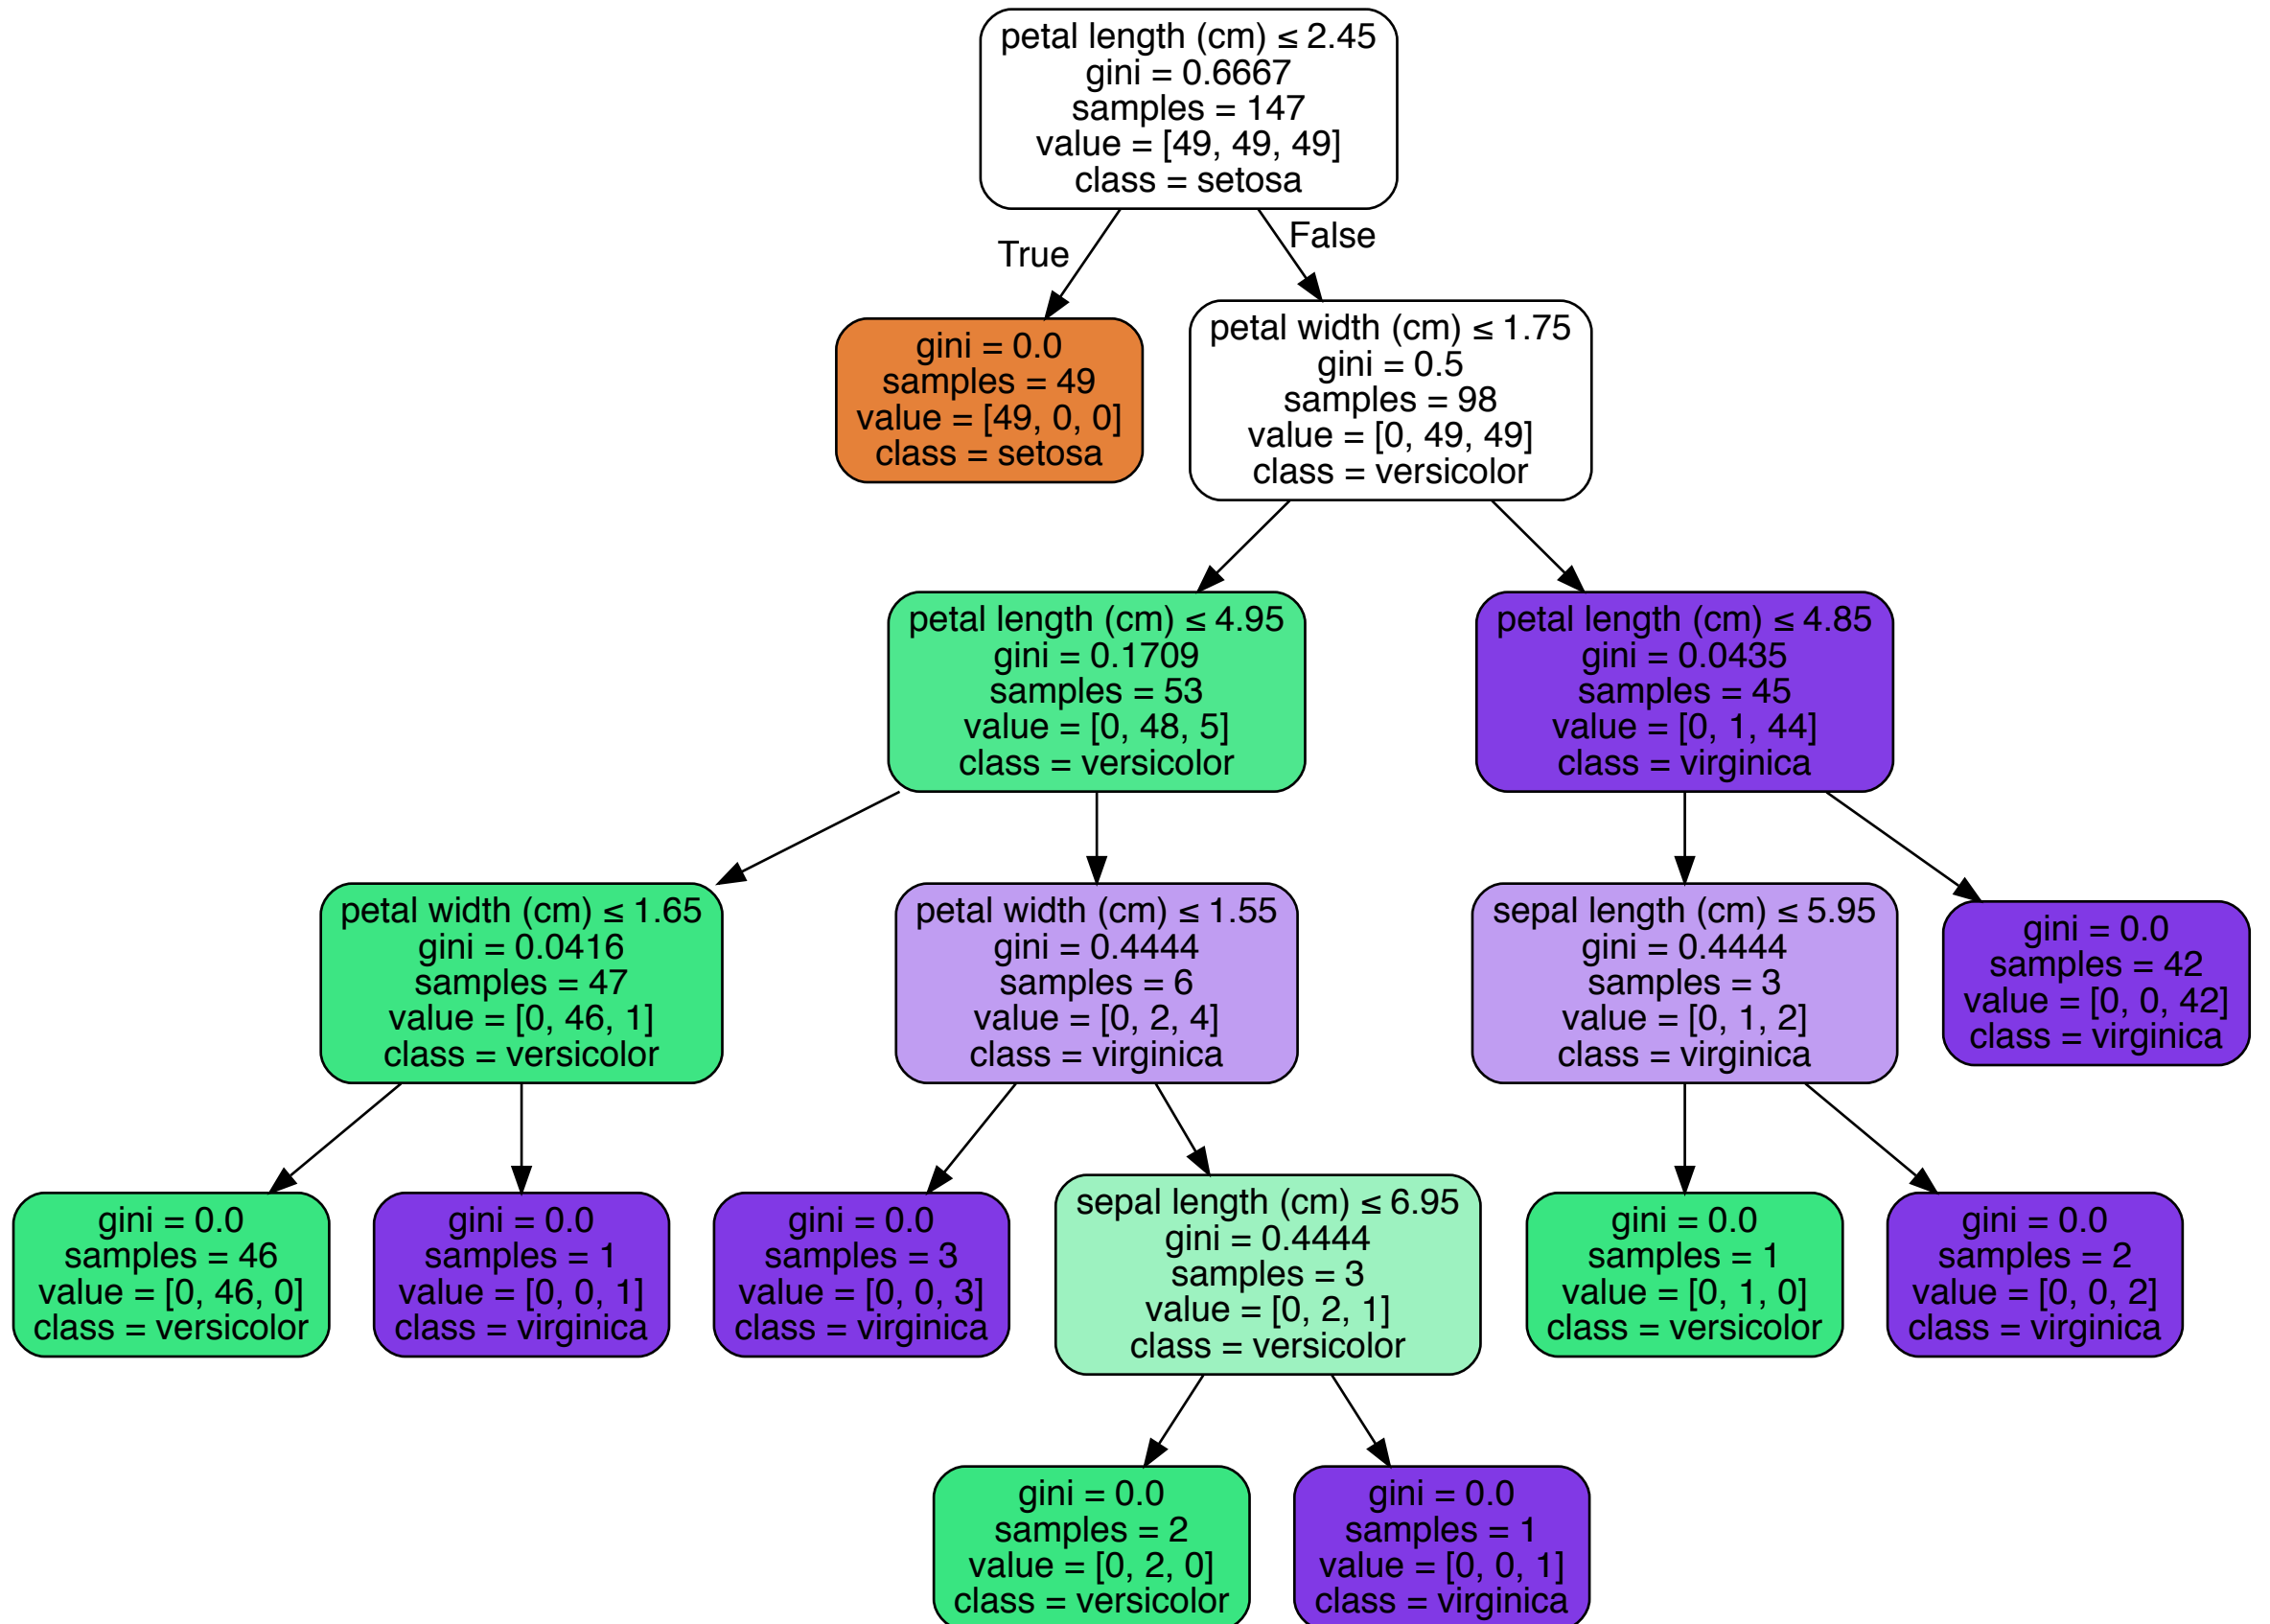 petal length (cm) ≤ 2.45
gini = 0.6667
samples = 147
value = [49, 49, 49]
class = setosa
True
False
gini = 0.0
samples = 49
value = [49, 0, 0]
class = setosa
petal width (cm) ≤ 1.75
gini = 0.5
samples = 98
value = [0, 49, 49]
class = versicolor
petal length (cm) ≤ 4.95
gini = 0.1709
samples = 53
value = [0, 48, 5]
class = versicolor
petal length (cm) ≤ 4.85
gini = 0.0435
samples = 45
value = [0, 1, 44]
class = virginica
petal width (cm) ≤ 1.65
gini = 0.0416
samples = 47
value = [0, 46, 1]
class = versicolor
petal width (cm) ≤ 1.55
gini = 0.4444
samples = 6
value = [0, 2, 4]
class = virginica
sepal length (cm) ≤ 5.95
gini = 0.4444
samples = 3
value = [0, 1, 2]
class = virginica
gini = 0.0
samples = 42
value = [0, 0, 42]
class = virginica
gini = 0.0
samples = 46
value = [0, 46, 0]
class = versicolor
gini = 0.0
samples = 1
value = [0, 0, 1]
class = virginica
gini = 0.0
samples = 3
value = [0, 0, 3]
class = virginica
sepal length (cm) ≤ 6.95
gini = 0.4444
samples = 3
value = [0, 2, 1]
class = versicolor
gini = 0.0
samples = 1
value = [0, 1, 0]
class = versicolor
gini = 0.0
samples = 2
value = [0, 0, 2]
class = virginica
gini = 0.0
samples = 2
value = [0, 2, 0]
class = versicolor
gini = 0.0
samples = 1
value = [0, 0, 1]
class = virginica